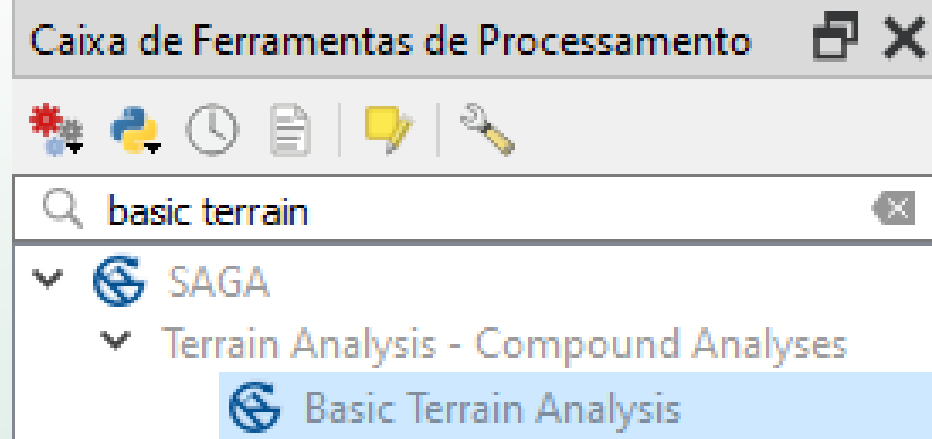 Caixa de Ferramentas de Processamento
basic terrain
SAGA
Terrain Analysis - Compound Analyses
Basic Terrain Analysis